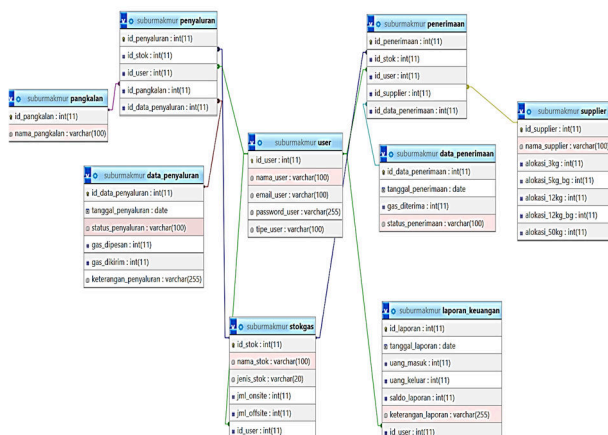 suburmakmur penyaluran
id_penyaluran : int(11)
id_stok : int(11)
id_user : int(11)
id_pangkalan : int(11)
id_data_penyaluran : int(11)
suburmakmur penerimaan
id_penerimaan : int(11)
id_stok : int(11)
id_user : int(11)
id_supplier : int(11)
id_data_penerimaan : int(11)
suburmakmur pangkalan
id_pangkalan : int(11)
nama_pangkalan : varchar(100)
suburmakmur supplier
id_supplier : int(11)
nama_supplier : varchar(100)
alokasi_3kg : int(11)
alokasi_5kg_bg : int(11)
alokasi_12kg : int(11)
alokasi_12kg_bg : int(11)
alokasi_50kg : int(11)
suburmakmur user
id_user : int(11)
nama_user : varchar(100)
email_user : varchar(100)
password_user : varchar(255)
tipe_user : varchar(100)
suburmakmur data_penerimaan
id_data_penerimaan : int(11)
tanggal_penerimaan : date
gas_diterima : int(11)
status_penerimaan : varchar(100)
suburmakmur data_penyaluran
id_data_penyaluran : int(11)
tanggal_penyaluran : date
status_penyaluran : varchar(100)
gas_dipesan : int(11)
gas_dikirim : int(11)
keterangan_penyaluran : varchar(255)
suburmakmur stokgas
id_stok : int(11)
nama_stok : varchar(100)
jenis_stok : varchar(20)
jml_onsite : int(11)
jml_offsite : int(11)
id_user : int(11)
suburmakmur laporan_keuangan
id_laporan : int(11)
tanggal_laporan : date
uang_masuk : int(11)
uang_keluar : int(11)
saldo_laporan : int(11)
keterangan_laporan : varchar(255)
id_user : int(11)